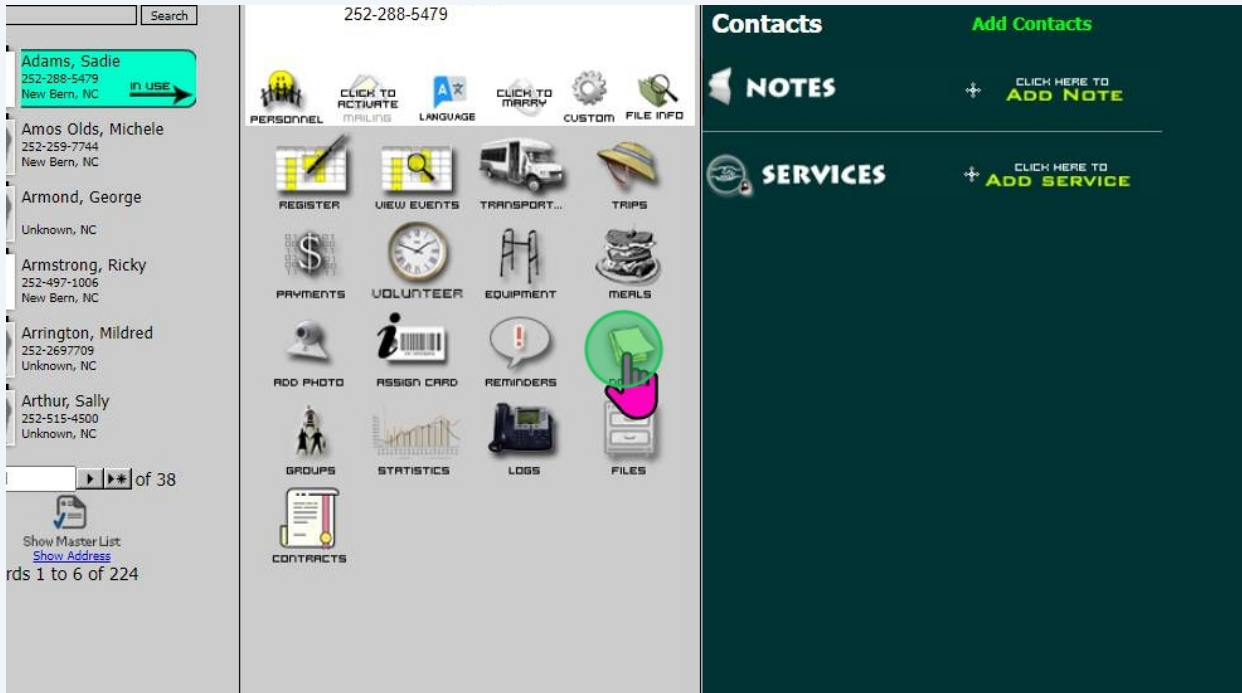 Search
Adams, Sadie
252-288-5479
New Bern, NC
IN USE
Amos Olds, Michele
252-259-7744
New Bern, NC
Armond, George
Unknown, NC
Armstrong, Ricky
252-497-1006
New Bern, NC
Arrington, Mildred
252-2697709
Unknown, NC
Arthur, Sally
252-515-4500
Unknown, NC
of 38
Show Master List
Show Address
rds 1 to 6 of 224
252-288-5479
PERSONNEL
CLICK TO
ACTIVATE
MAILING
LANGUAGE
CLICK TO
MARRY
CUSTOM
FILE INFO
REGISTER
VIEW EVENTS
TRANSPORT...
TRIPS
PAYMENTS
VOLUNTEER
EQUIPMENT
MEALS
ADD PHOTO
ASSIGN CARD
REMINDERS
GROUPS
STATISTICS
LOGS
FILES
CONTRACTS
Contacts
Add Contacts
NOTES
CLICK HERE TO
ADD NOTE
SERVICES
CLICK HERE TO
ADD SERVICE